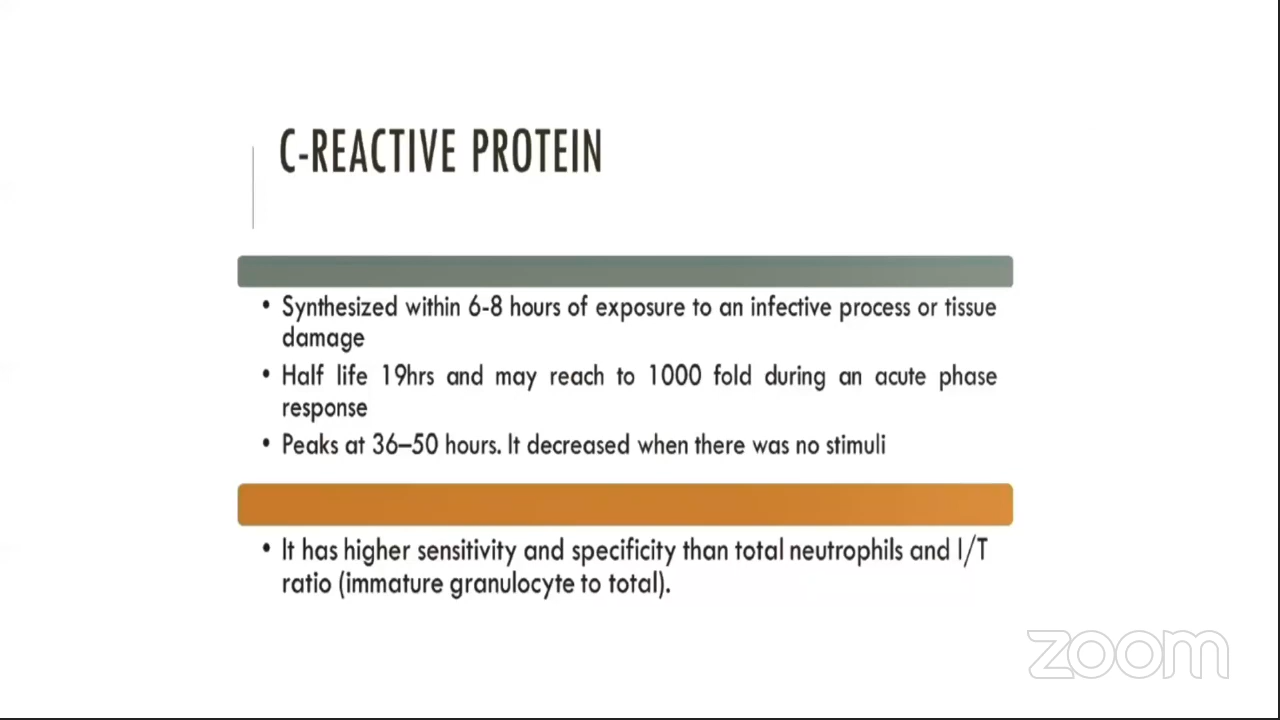 C-REACTIVE PROTEIN
• Synthesized within 6-8 hours of exposure to an infective process or tissue
damage
• Half life 19hrs and may reach to 1000 fold during an acute phase
response
• Peaks at 36–50 hours. It decreased when there was no stimuli
• It has higher sensitivity and specificity than total neutrophils and I/T
ratio (immature granulocyte to total).
zoom